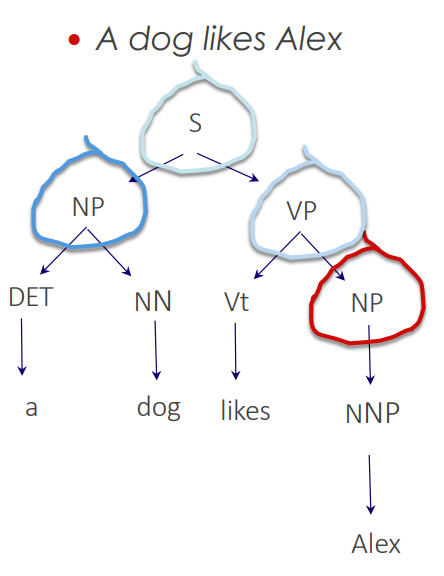 A dog likes Alex
S
NP VP
DET NN Vt NP
a dog likes NNP
Alex